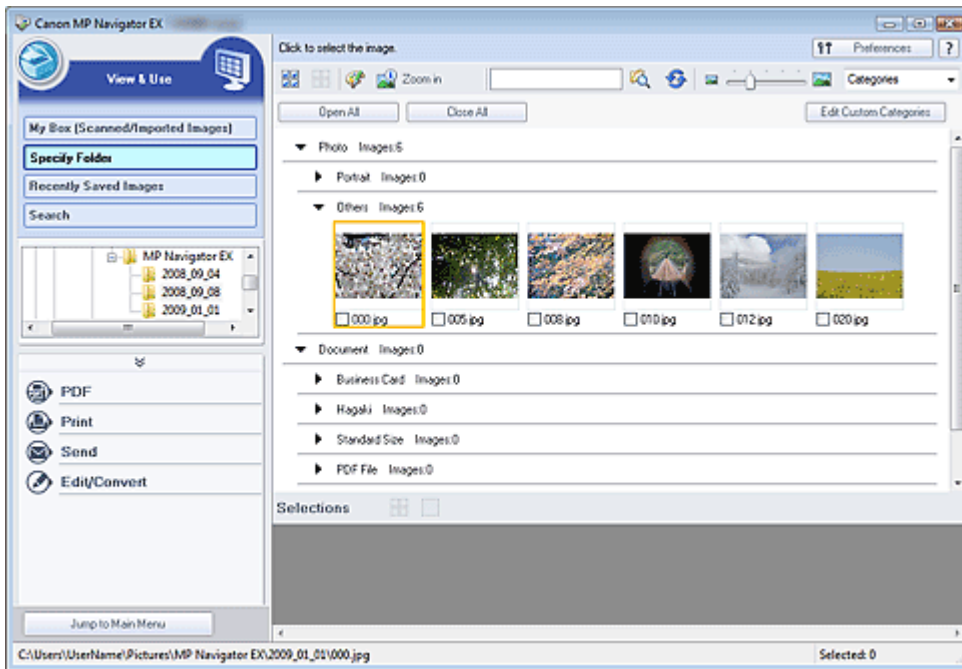 Canon MP Navigator EX
View & Use
My Box (Scanned/Imported Images)
Specify Folder
Recently Saved Images
Search
MP Navigator EX
2008_09_04
2008_09_08
2009_01_01
PDF
Print
Send
Edit/Convert
Jump to Main Menu
Click to select the image.
Preferences
?
Zoom in
Categories
Open All
Close All
Edit Custom Categories
Photo Images:6
Portrait Images:0
Others Images:6
000.jpg
005.jpg
008.jpg
010.jpg
012.jpg
020.jpg
Document Images:0
Business Card Images:0
Hagaki Images:0
Standard Size Images:0
PDF File Images:0
Selections
C:\Users\UserName\Pictures\MP Navigator EX\2009_01_01\000.jpg
Selected: 0